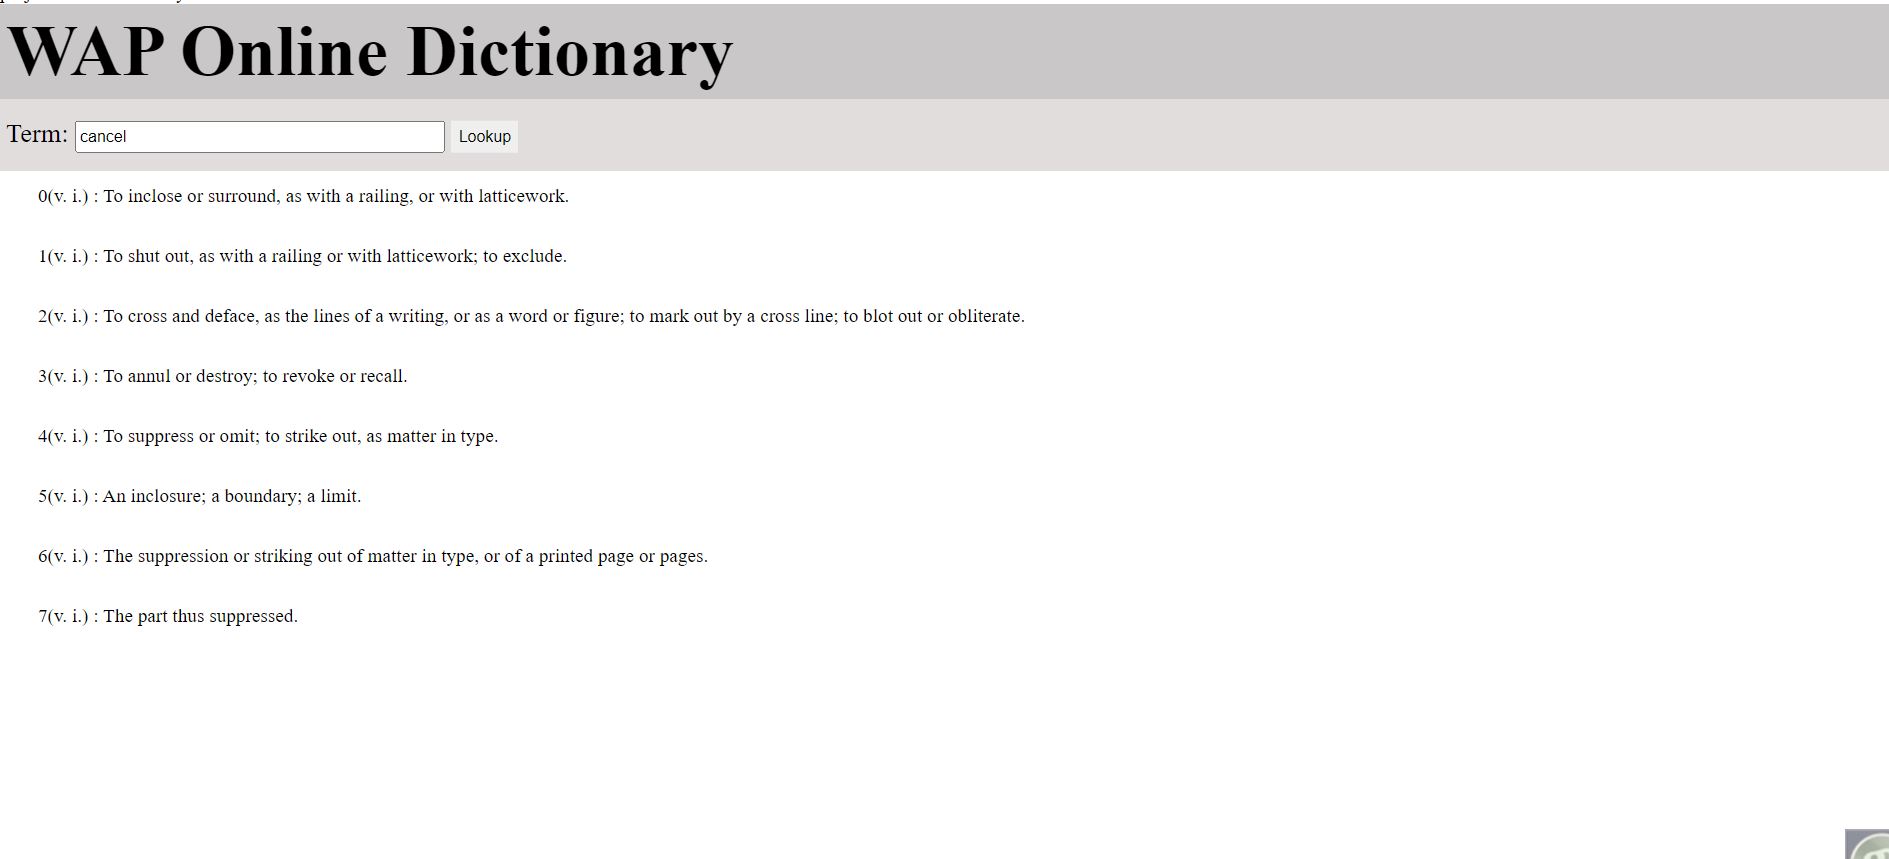 WAP Online Dictionary
Term: cancel Lookup
0(v. i.) : To inclose or surround, as with a railing, or with latticework.
1(v. i.) : To shut out, as with a railing or with latticework; to exclude.
2(v. i.) : To cross and deface, as the lines of a writing, or as a word or figure; to mark out by a cross line; to blot out or obliterate.
3(v. i.) : To annul or destroy; to revoke or recall.
4(v. i.) : To suppress or omit; to strike out, as matter in type.
5(v. i.) : An inclosure; a boundary; a limit.
6(v. i.) : The suppression or striking out of matter in type, or of a printed page or pages.
7(v. i.) : The part thus suppressed.